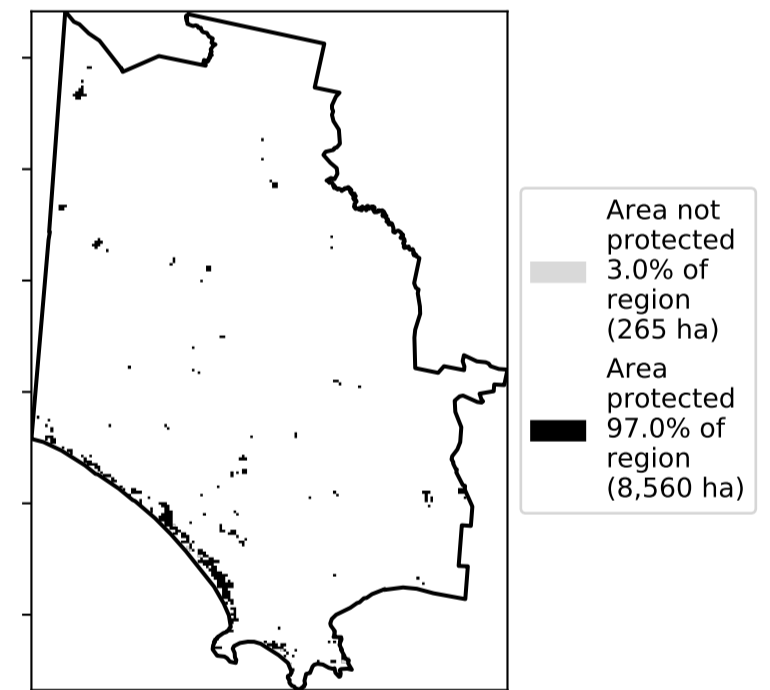 Area not
protected
3.0% of
region
(265 ha)
Area
protected
97.0% of
region
(8,560 ha)